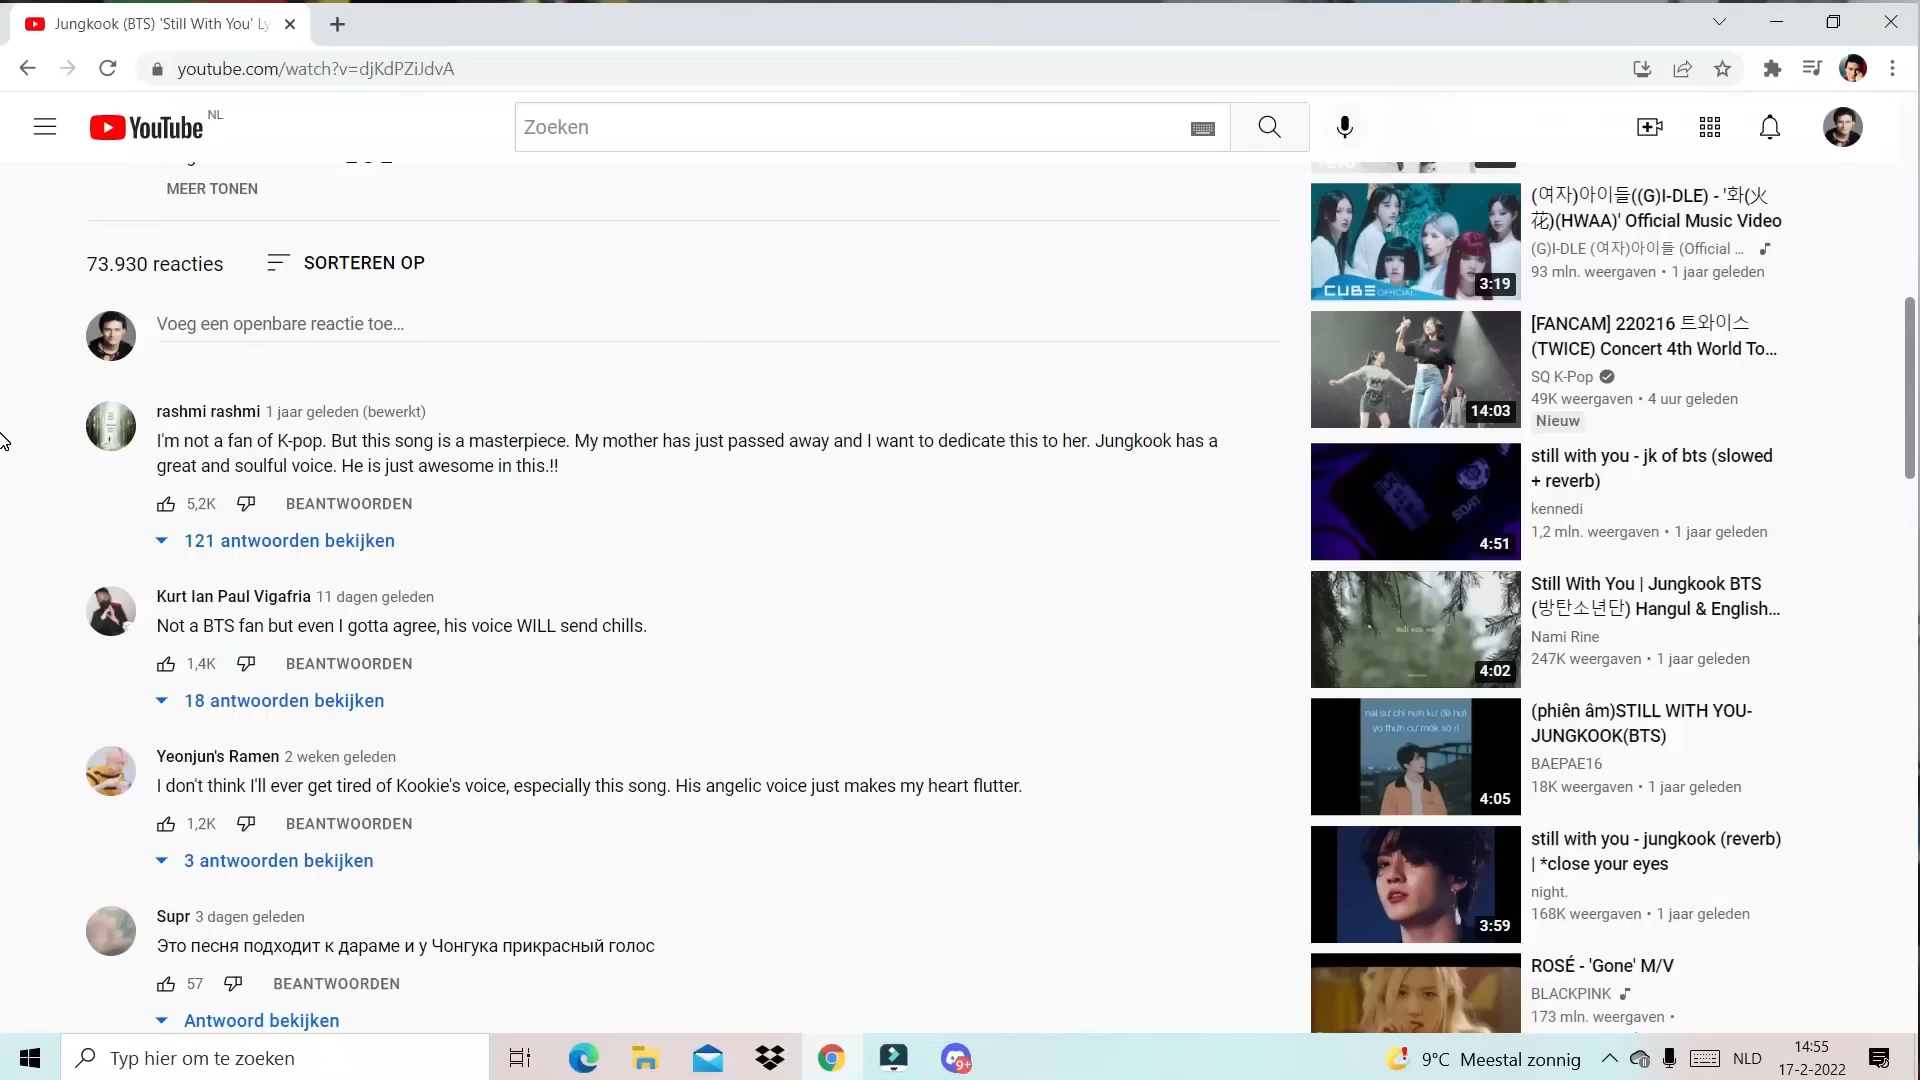 Jungkook (BTS) 'Still With You' Ly
youtube.com/watch?v=djKdPZiJdvA
YouTube NL
Zoeken
MEER TONEN
73.930 reacties
SORTEREN OP
Voeg een openbare reactie toe...
rashmi rashmi 1 jaar geleden (bewerkt)
I'm not a fan of K-pop. But this song is a masterpiece. My mother has just passed away and I want to dedicate this to her. Jungkook has a
great and soulful voice. He is just awesome in this.!!
5,2K
BEANTWOORDEN
121 antwoorden bekijken
Kurt Ian Paul Vigafria 11 dagen geleden
Not a BTS fan but even I gotta agree, his voice WILL send chills.
1,4K
BEANTWOORDEN
18 antwoorden bekijken
Yeonjun's Ramen 2 weken geleden
I don't think I'll ever get tired of Kookie's voice, especially this song. His angelic voice just makes my heart flutter.
1,2K
BEANTWOORDEN
3 antwoorden bekijken
Supr 3 dagen geleden
Это песня подходит к дараме и у Чонгука прикрасный голос
57
BEANTWOORDEN
Antwoord bekijken
CUBE OFFICIAL
3:19
(여자)아이들((G)I-DLE) - '화(火
花)(HWAA)' Official Music Video
(G)I-DLE (여자)아이들 (Official ...
93 mln. weergaven • 1 jaar geleden
14:03
[FANCAM] 220216 트와이스
(TWICE) Concert 4th World To...
SQ K-Pop
49K weergaven • 4 uur geleden
Nieuw
4:51
still with you - jk of bts (slowed
+ reverb)
kennedi
1,2 mln. weergaven • 1 jaar geleden
Still with you
4:02
Still With You | Jungkook BTS
(방탄소년단) Hangul & English...
Nami Rine
247K weergaven • 1 jaar geleden
4:05
(phiên âm)STILL WITH YOU-
JUNGKOOK(BTS)
BAEPAE16
18K weergaven • 1 jaar geleden
3:59
still with you - jungkook (reverb)
| *close your eyes
night.
168K weergaven • 1 jaar geleden
ROSÉ - 'Gone' M/V
BLACKPINK
173 mln. weergaven •
Typ hier om te zoeken
9+
9°C Meestal zonnig
NLD
14:55
17-2-2022